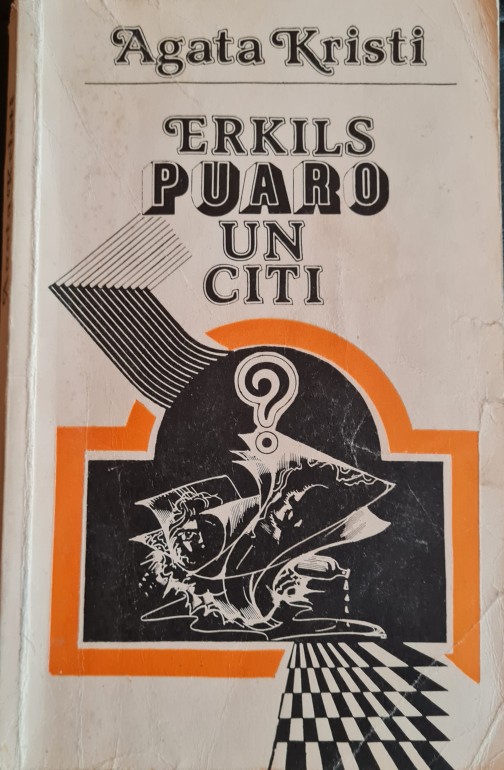 Agata Kristi
ERKILS
PUARO
UN
CITI
?